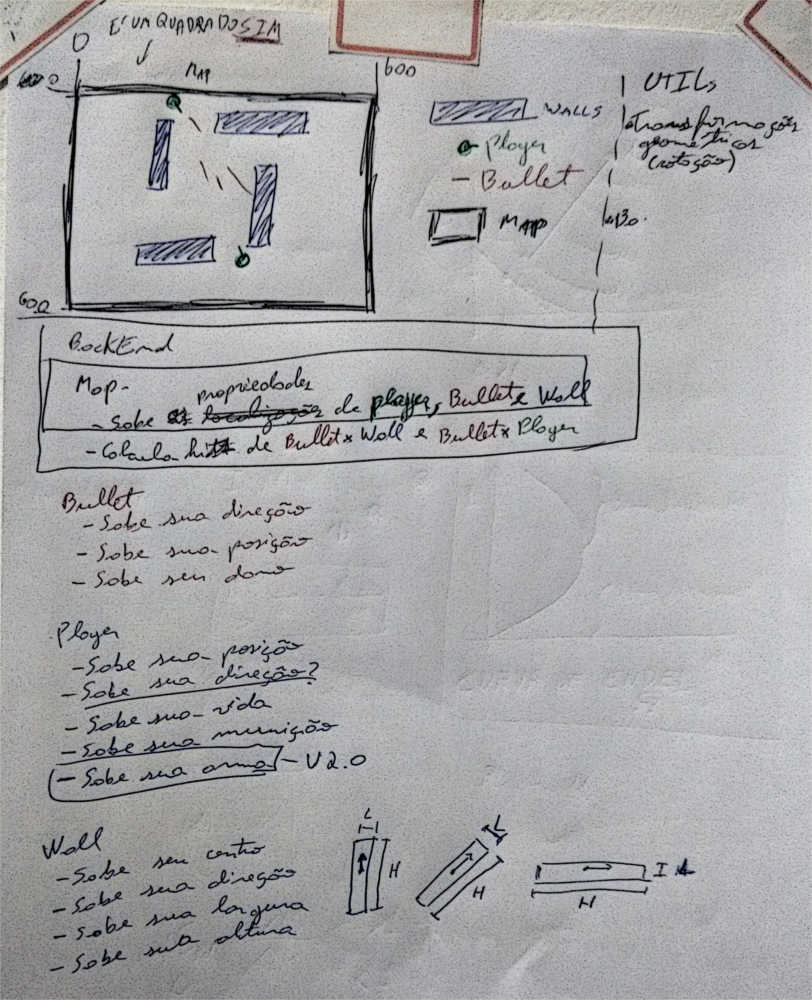 É UM QUADRADO SIM
0
600
0
600
MAP
600
WALLS
Player
Bullet
MAP
UTILs
transformações
geométricas
(rotação)
BackEnd
Map-
propriedades
- Sabe as localizações de player, Bullet e Wall
- Calcula hits de Bullet x Wall e Bullet x Player
Bullet
- Sabe sua direção
- Sabe sua posição
- Sabe seu dono
Player
- Sabe sua posição
- Sabe sua direção?
- Sabe sua vida
- Sabe sua munição
- Sabe sua arma - V2.0
Wall
- Sabe seu centro
- Sabe sua direção
- Sabe sua largura
- Sabe sua altura
L
H
L
H
H